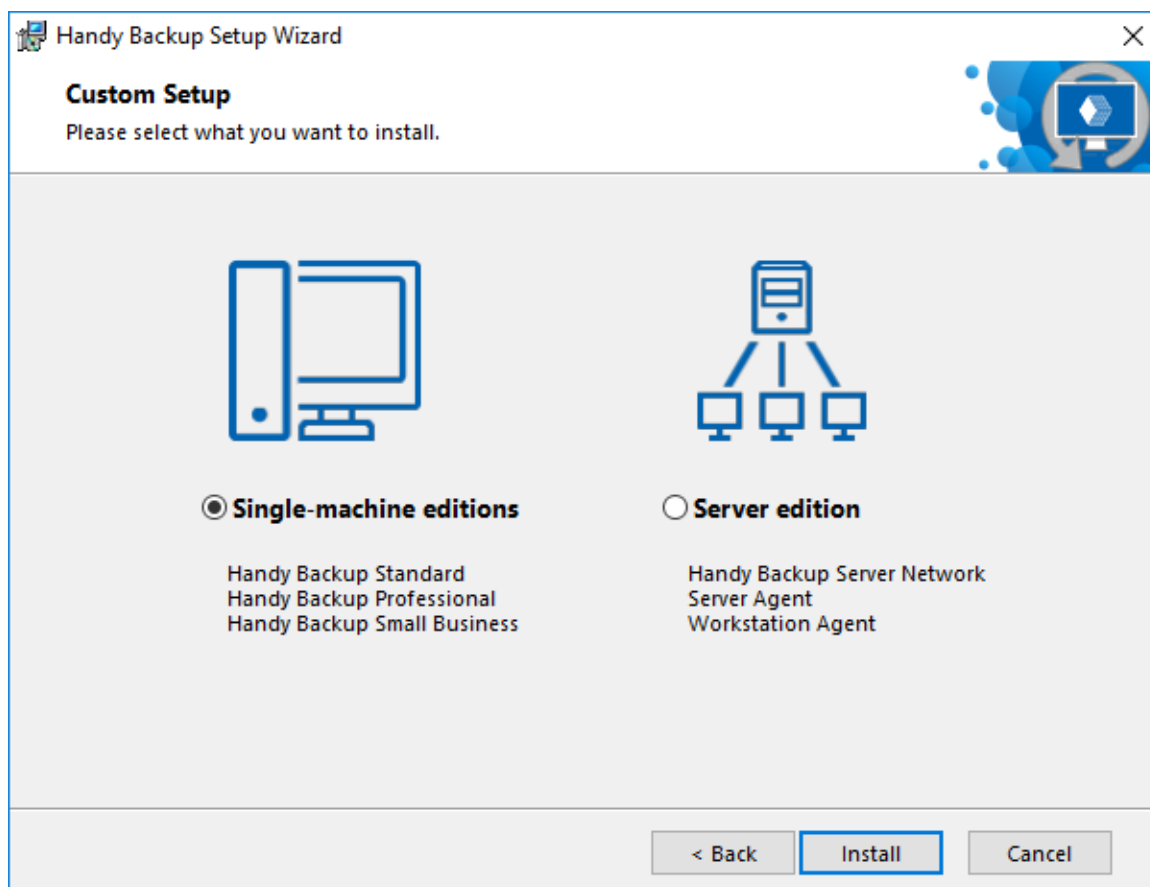 Handy Backup Setup Wizard
Custom Setup
Please select what you want to install.
Single-machine editions
Handy Backup Standard
Handy Backup Professional
Handy Backup Small Business
Server edition
Handy Backup Server Network
Server Agent
Workstation Agent
< Back
Install
Cancel